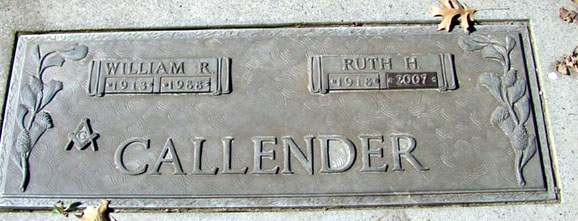 WILLIAM R.
1913 1988
RUTH H.
1918 2007
G
CALLENDER